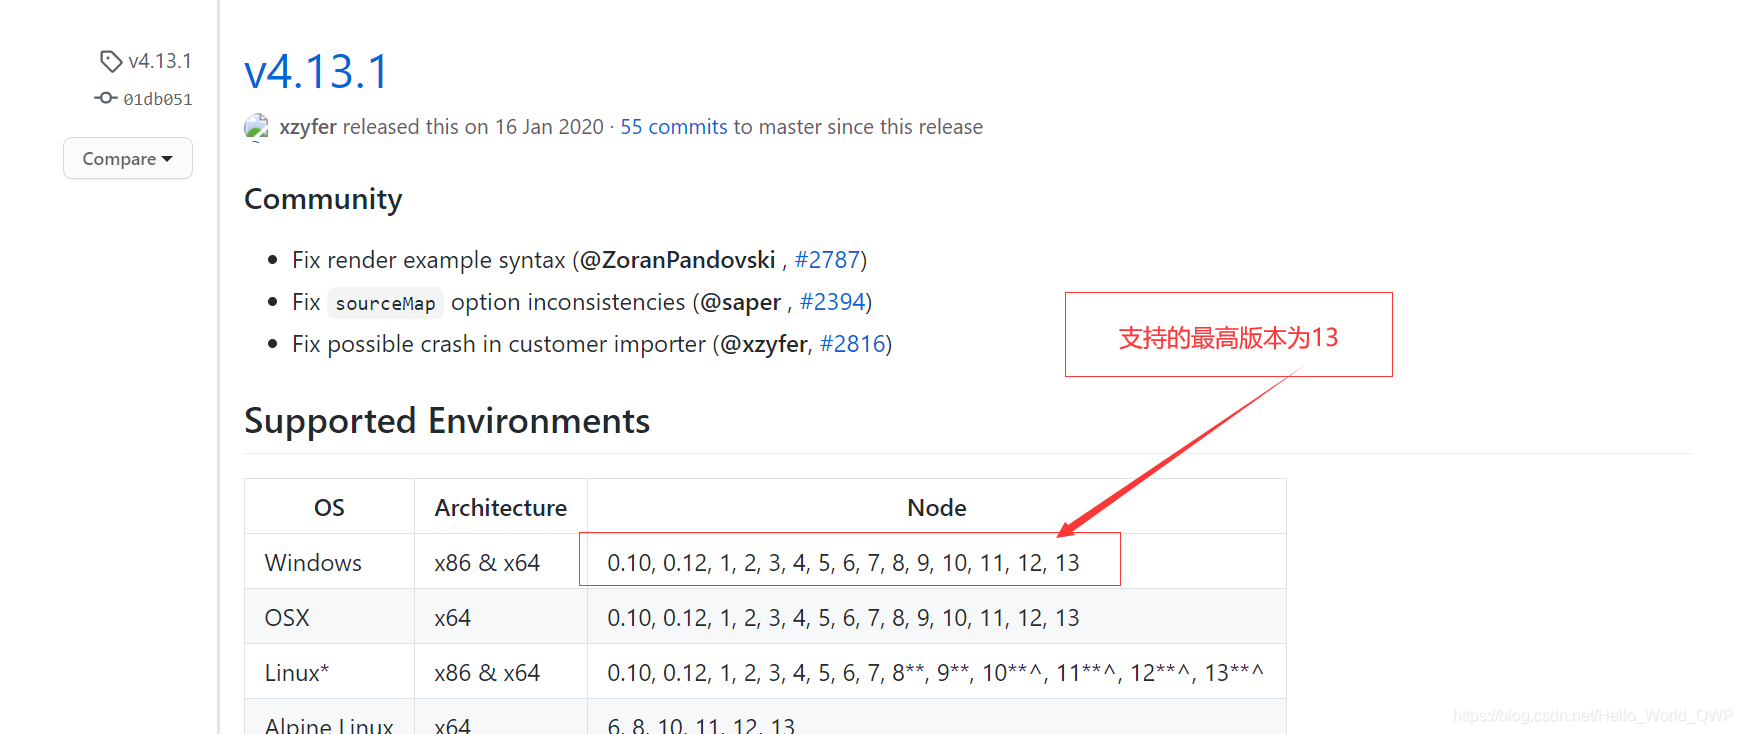 v4.13.1
01db051
Compare
v4.13.1
xzyfer released this on 16 Jan 2020 · 55 commits to master since this release
Community
Fix render example syntax (@ZoranPandovski , #2787)
Fix sourceMap option inconsistencies (@saper , #2394)
Fix possible crash in customer importer (@xzyfer, #2816)
支持的最高版本为13
Supported Environments
OS Architecture Node
Windows x86 & x64 0.10, 0.12, 1, 2, 3, 4, 5, 6, 7, 8, 9, 10, 11, 12, 13
OSX x64 0.10, 0.12, 1, 2, 3, 4, 5, 6, 7, 8, 9, 10, 11, 12, 13
Linux* x86 & x64 0.10, 0.12, 1, 2, 3, 4, 5, 6, 7, 8**, 9**, 10**^, 11**^, 12**^, 13**^
Alpine Linux x64 6, 8, 10, 11, 12, 13
https://blog.csdn.net/Hello_World_QWP